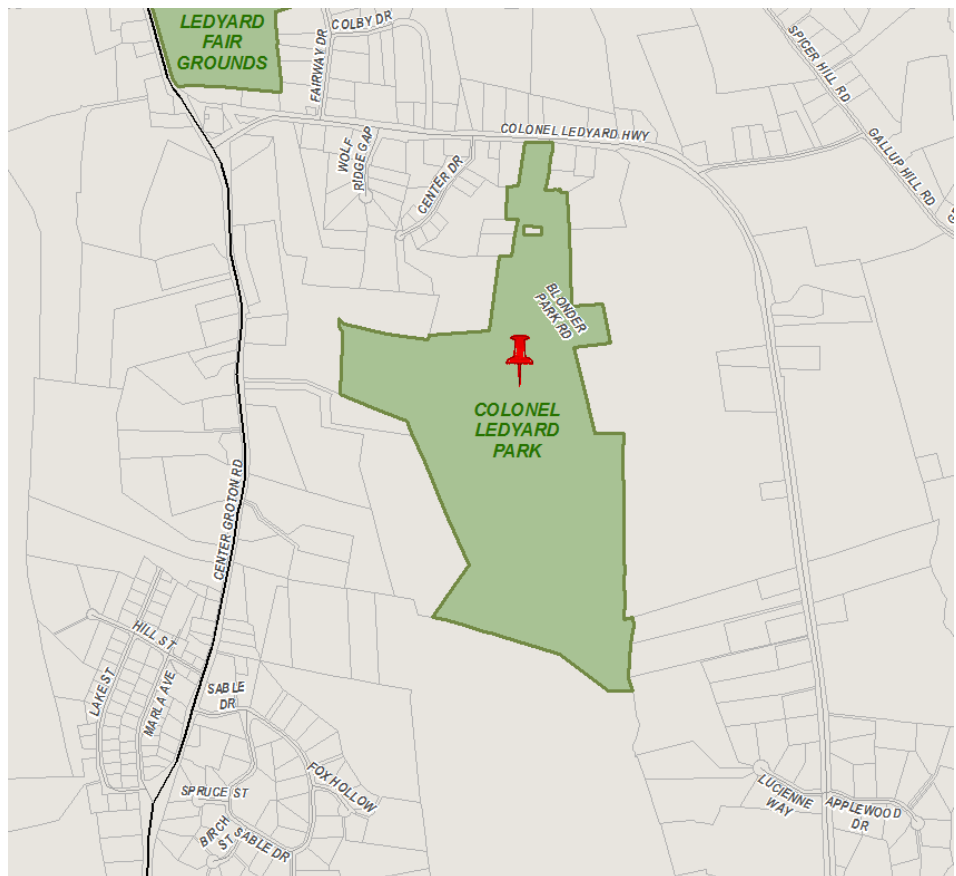 LEDYARD
FAIR
GROUNDS
COLBY DR
FAIRWAY DR
SPICER HILL RD
COLONEL LEDYARD HWY
GALLUP HILL RD
WOLF
RIDGE GAP
CENTER DR
BLONDER
PARK RD
COLONEL
LEDYARD
PARK
CENTER GROTON RD
HILL ST
LAKE ST
MARLA AVE
SABLE
DR
FOX HOLLOW
SPRUCE ST
BIRCH
ST
SABLE DR
LUCIENNE
WAY
APPLEWOOD
DR